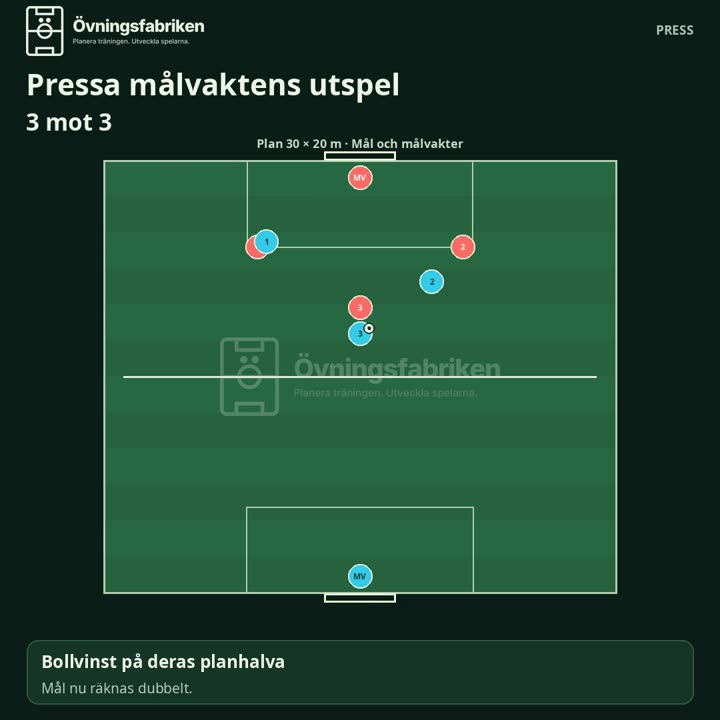 Övningsfabriken
Planera träningen. Utveckla spelarna.
PRESS
Pressa målvaktens utspel
3 mot 3
Plan 30 × 20 m · Mål och målvakter
MV
1
2
2
3
3
Övningsfabriken
Planera träningen. Utveckla spelarna.
MV
Bollvinst på deras planhalva
Mål nu räknas dubbelt.